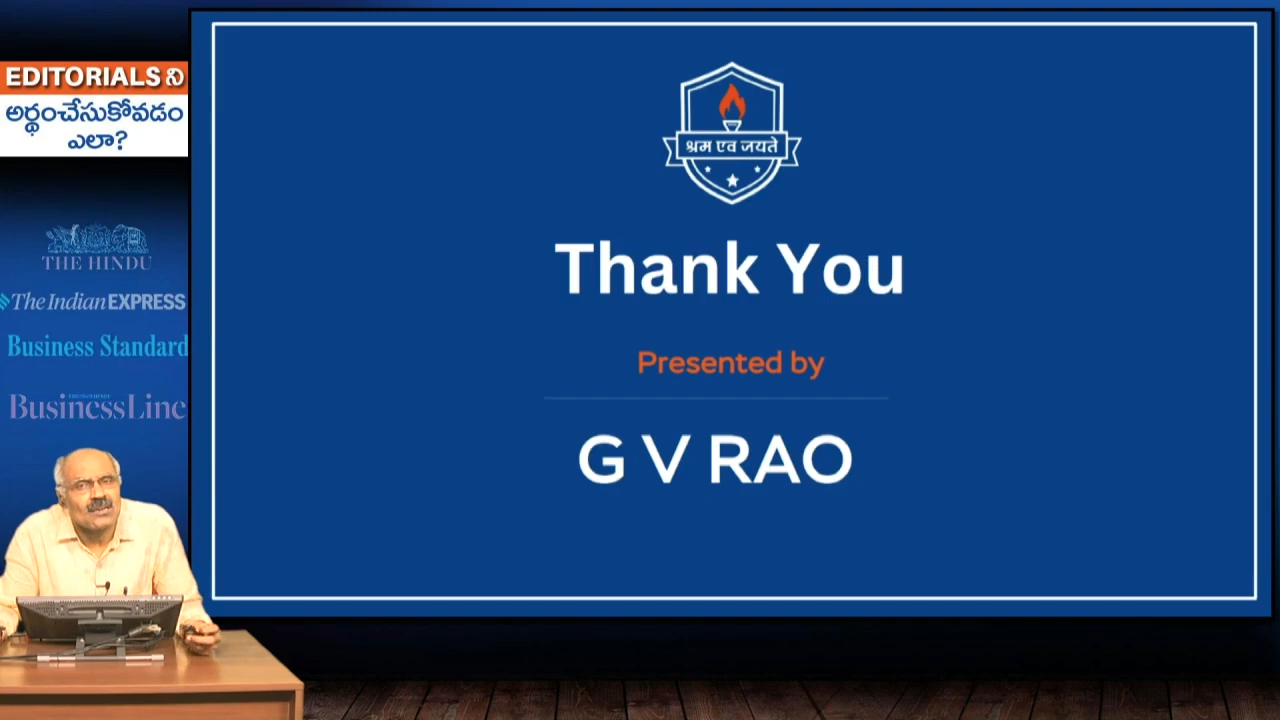 EDITORIALS ని
అర్థంచేసుకోవడం
ఎలా?
THE HINDU
The Indian EXPRESS
Business Standard
BusinessLine
श्रम एव जयते
Thank You
Presented by
G V RAO